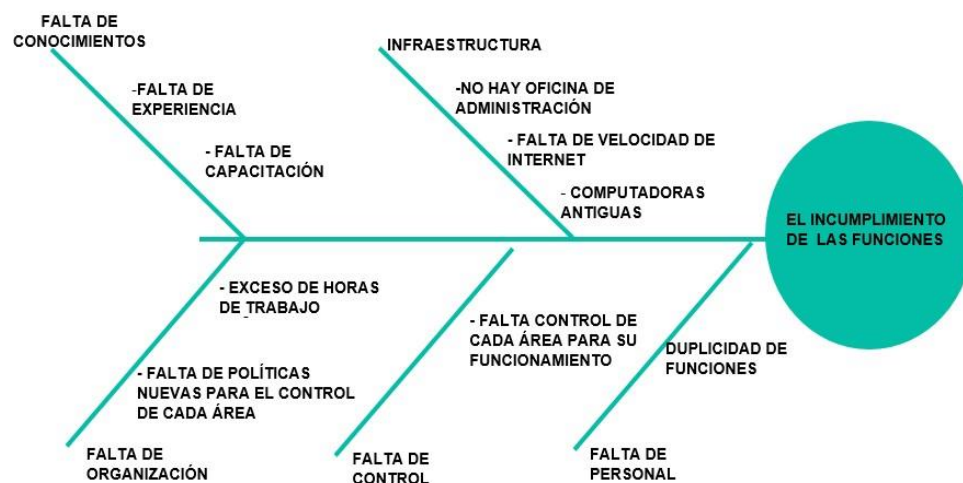 FALTA DE
CONOCIMIENTOS
-FALTA DE
EXPERIENCIA
- FALTA DE
CAPACITACIÓN
INFRAESTRUCTURA
-NO HAY OFICINA DE
ADMINISTRACIÓN
- FALTA DE VELOCIDAD DE
INTERNET
- COMPUTADORAS
ANTIGUAS
EL INCUMPLIMIENTO
DE LAS FUNCIONES
- EXCESO DE HORAS
DE TRABAJO
- FALTA DE POLÍTICAS
NUEVAS PARA EL CONTROL
DE CADA ÁREA
FALTA DE
ORGANIZACIÓN
- FALTA CONTROL DE
CADA ÁREA PARA SU
FUNCIONAMIENTO
FALTA DE
CONTROL
DUPLICIDAD DE
FUNCIONES
FALTA DE
PERSONAL